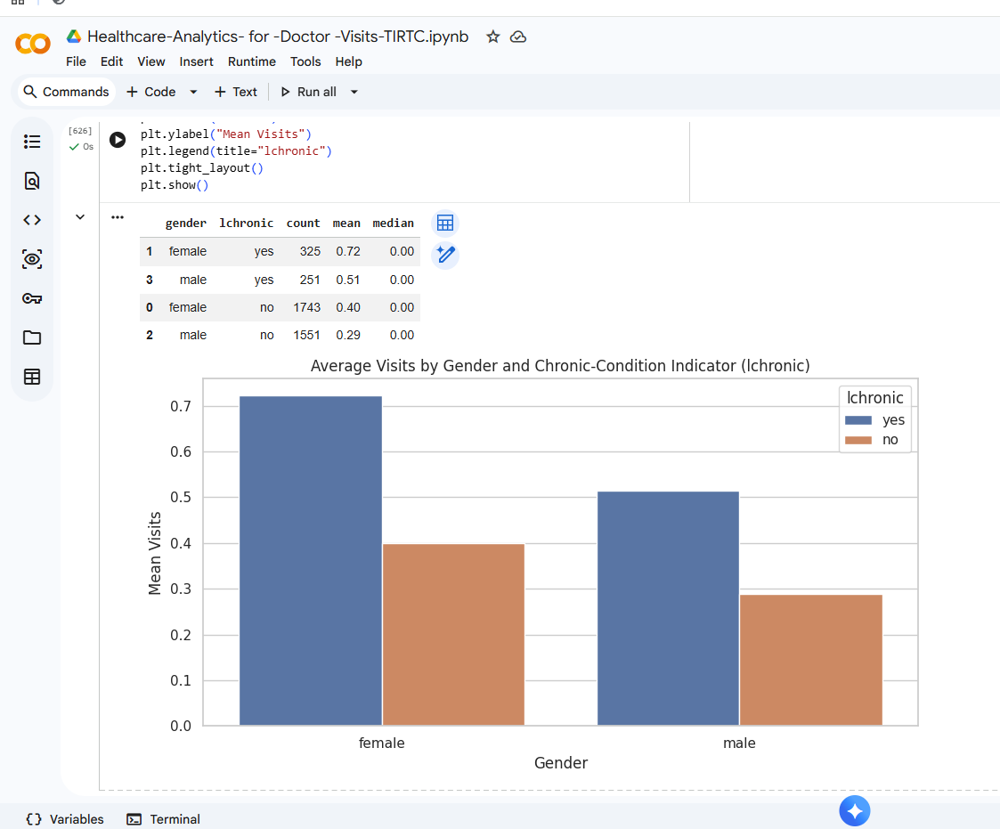 Healthcare-Analytics- for -Doctor -Visits-TIRTC.ipynb
File Edit View Insert Runtime Tools Help
Commands + Code + Text Run all
[626]
0s
plt.ylabel("Mean Visits")
plt.legend(title="lchronic")
plt.tight_layout()
plt.show()
gender lchronic count mean median
1 female yes 325 0.72 0.00
3 male yes 251 0.51 0.00
0 female no 1743 0.40 0.00
2 male no 1551 0.29 0.00
Average Visits by Gender and Chronic-Condition Indicator (lchronic)
lchronic
yes
no
0.7
0.6
0.5
0.4
0.3
0.2
0.1
0.0
Mean Visits
female male
Gender
Variables Terminal